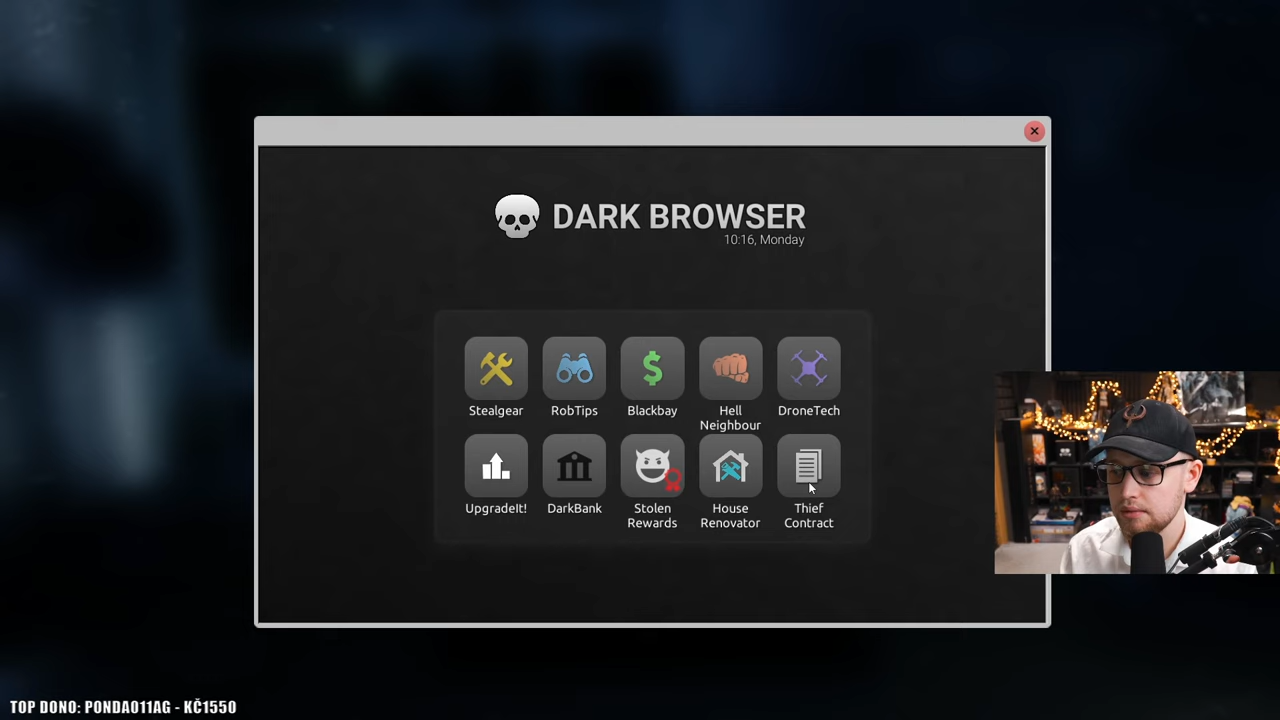 DARK BROWSER
10:16, Monday
Stealgear
RobTips
Blackbay
Hell
Neighbour
DroneTech
UpgradeIt!
DarkBank
Stolen
Rewards
House
Renovator
Thief
Contract
TOP DONO: PONDA011AG - KČ1550